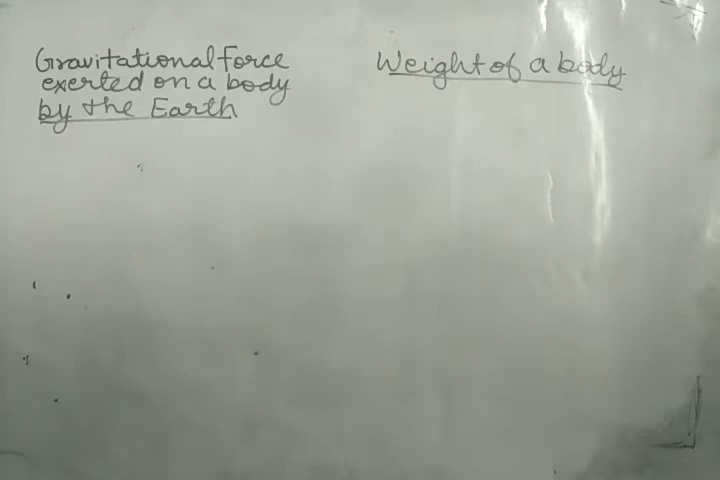 Gravitational force
exerted on a body
by the Earth
Weight of a body